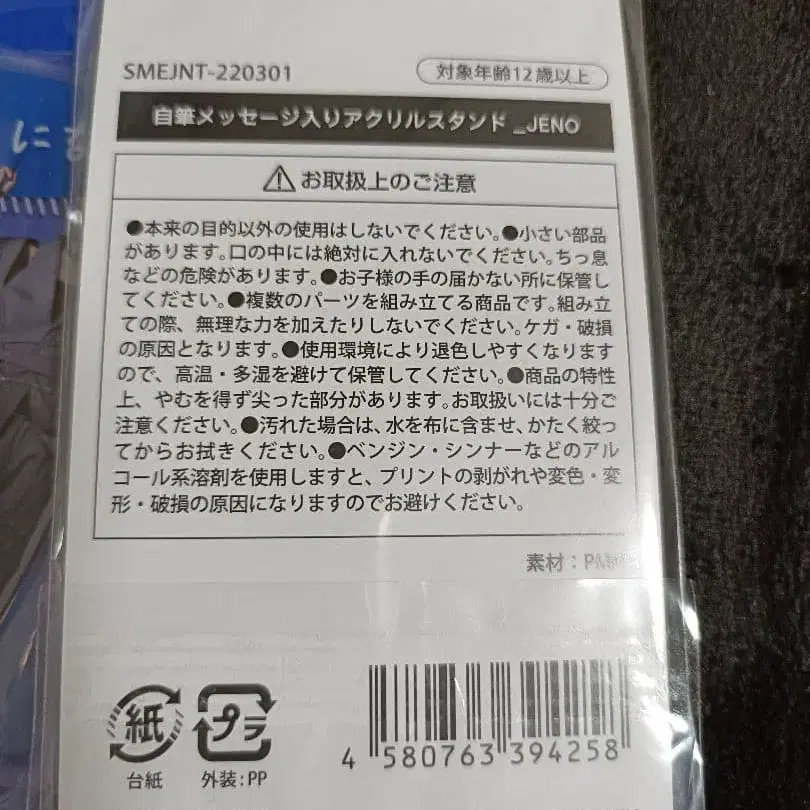 SMEJNT-220301
対象年齢12歳以上
自筆メッセージ入りアクリルスタンド _JENO
⚠お取扱上のご注意
●本来の目的以外の使用はしないでください。●小さい部品
があります。口の中には絶対に入れないでください。ちっ息
などの危険があります。●お子様の手の届かない所に保管し
てください。●複数のパーツを組み立てる商品です。組み立
ての際、無理な力を加えたりしないでください。ケガ・破損
の原因となります。●使用環境により退色しやすくなります
ので、高温・多湿を避けて保管してください。●商品の特性
上、やむを得ず尖った部分があります。お取扱いには十分ご
注意ください。●汚れた場合は、水を布に含ませ、かたく絞っ
てからお拭きください。●ベンジン・シンナーなどのアル
コール系溶剤を使用しますと、プリントの剥がれや変色・変
形・破損の原因になりますのでお避けください。
素材：
紙
台紙
プラ
外装:PP
4 580763 394258
に